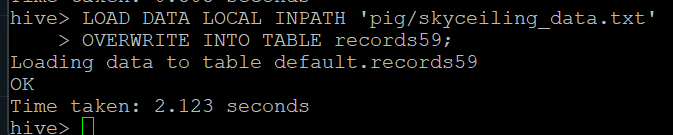 hive> LOAD DATA LOCAL INPATH 'pig/skyceiling_data.txt'
    > OVERWRITE INTO TABLE records59;
Loading data to table default.records59
OK
Time taken: 2.123 seconds
hive>